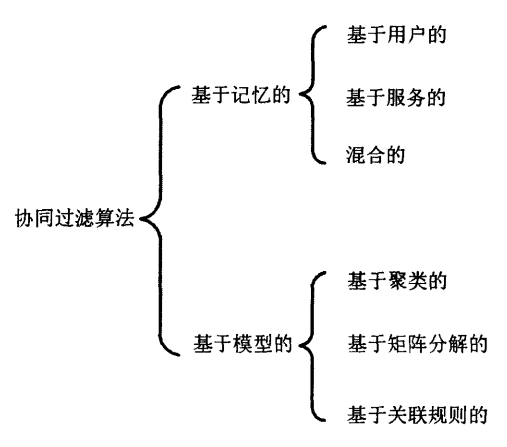 基于用户的
基于记忆的
基于服务的
混合的
协同过滤算法
基于聚类的
基于模型的
基于矩阵分解的
基于关联规则的